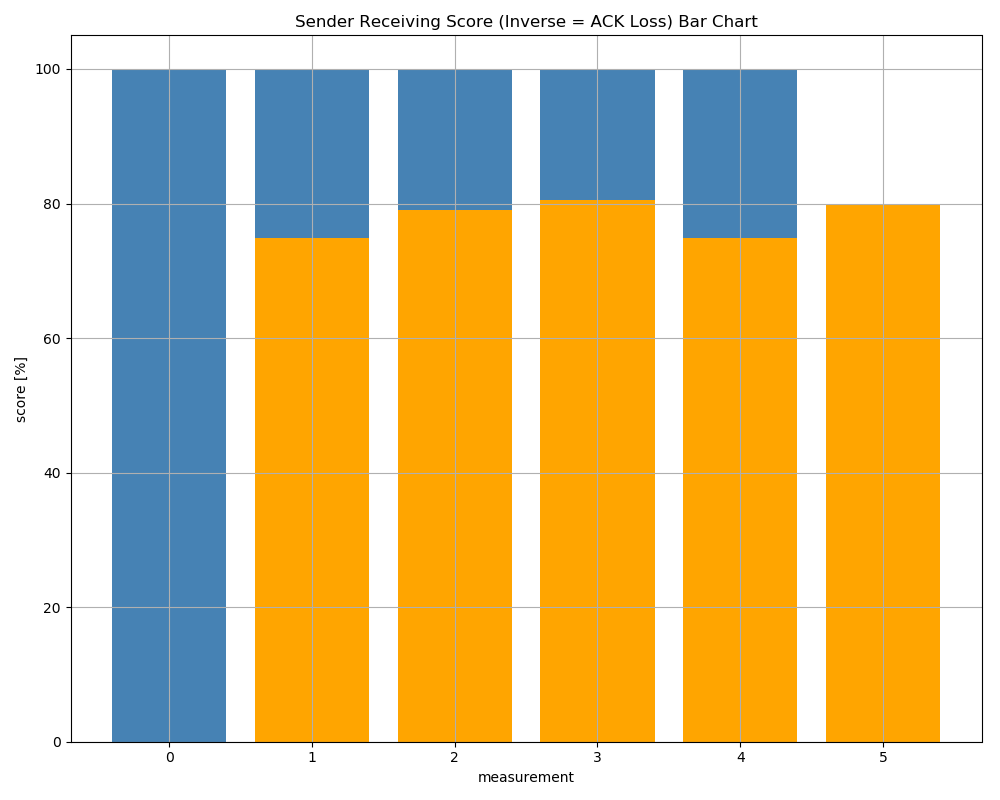 Sender Receiving Score (Inverse = ACK Loss) Bar Chart
100
80
60
40
20
0
score [%]
0 1 2 3 4 5
measurement